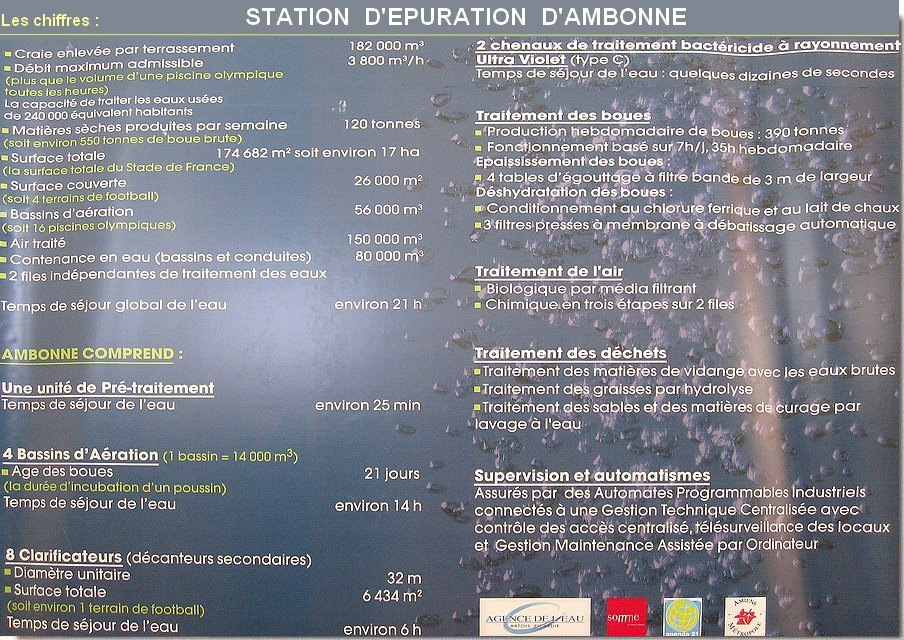 STATION D'EPURATION D'AMBONNE
Les chiffres :
Craie enlevée par terrassement 182 000 m³
Débit maximum admissible 3 800 m³/h
(plus que le volume d'une piscine olympique
toutes les heures)
La capacité de traiter les eaux usées
de 240 000 équivalent habitants
Matières sèches produites par semaine 120 tonnes
(soit environ 550 tonnes de boue brute)
Surface totale 174 682 m² soit environ 17 ha
(la surface totale du Stade de France)
Surface couverte 26 000 m²
(soit 4 terrains de football)
Bassins d'aération 56 000 m³
(soit 16 piscines olympiques)
Air traité 150 000 m³
Contenance en eau (bassins et conduites) 80 000 m³
2 files indépendantes de traitement des eaux
Temps de séjour global de l'eau environ 21 h
AMBONNE COMPREND :
Une unité de Pré-traitement
Temps de séjour de l'eau environ 25 min
4 Bassins d'Aération (1 bassin = 14 000 m³)
Age des boues 21 jours
(la durée d'incubation d'un poussin)
Temps de séjour de l'eau environ 14 h
8 Clarificateurs (décanteurs secondaires)
Diamètre unitaire 32 m
Surface totale 6 434 m²
(soit environ 1 terrain de football)
Temps de séjour de l'eau environ 6 h
2 chenaux de traitement bactéricide à rayonnement
Ultra Violet (type C)
Temps de séjour de l'eau : quelques dizaines de secondes
Traitement des boues
Production hebdomadaire de boues : 390 tonnes
Fonctionnement basé sur 7h/j, 35h hebdomadaire
Epaississement des boues :
4 tables d'égouttage à filtre bande de 3 m de largeur
Déshydratation des boues :
Conditionnement au chlorure ferrique et au lait de chaux
3 filtres presses à membrane à débatissage automatique
Traitement de l'air
Biologique par média filtrant
Chimique en trois étapes sur 2 files
Traitement des déchets
Traitement des matières de vidange avec les eaux brutes
Traitement des graisses par hydrolyse
Traitement des sables et des matières de curage par
lavage à l'eau
Supervision et automatismes
Assurés par des Automates Programmables Industriels
connectés à une Gestion Technique Centralisée avec
contrôle des accès centralisé, télésurveillance des locaux
et Gestion Maintenance Assistée par Ordinateur
AGENCE DE L'EAU
ARTOIS PICARDIE
somme
agenda 21
AMIENS
MÉTROPOLE